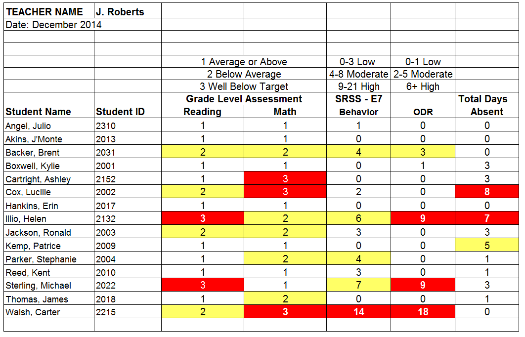 TEACHER NAME J. Roberts
Date: December 2014
1 Average or Above 0-3 Low 0-1 Low
2 Below Average 4-8 Moderate 2-5 Moderate
3 Well Below Target 9-21 High 6+ High
Grade Level Assessment SRSS - E7 Total Days
Student Name Student ID Reading Math Behavior ODR Absent
Angel, Julio 2310 1 1 1 0 0
Akins, J'Monte 2013 1 1 0 0 0
Backer, Brent 2031 2 2 4 3 0
Boxwell, Kylie 2001 1 1 0 1 3
Cartright, Ashley 2152 1 3 0 0 3
Cox, Lucille 2002 2 3 2 0 8
Hankins, Erin 2017 1 1 0 0 0
Illio, Helen 2132 3 2 6 9 7
Jackson, Ronald 2003 2 2 3 0 3
Kemp, Patrice 2009 1 1 0 0 5
Parker, Stephanie 2004 1 2 4 0 1
Reed, Kent 2010 1 1 3 0 1
Sterling, Michael 2022 3 1 7 9 3
Thomas, James 2018 1 2 0 0 1
Walsh, Carter 2215 2 3 14 18 0